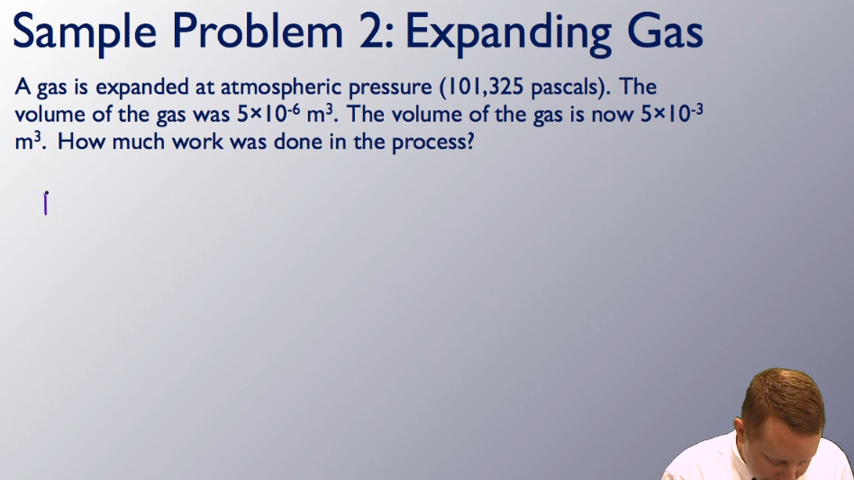 Sample Problem 2: Expanding Gas
A gas is expanded at atmospheric pressure (101,325 pascals). The
volume of the gas was 5×10⁻⁶ m³. The volume of the gas is now 5×10⁻³
m³. How much work was done in the process?